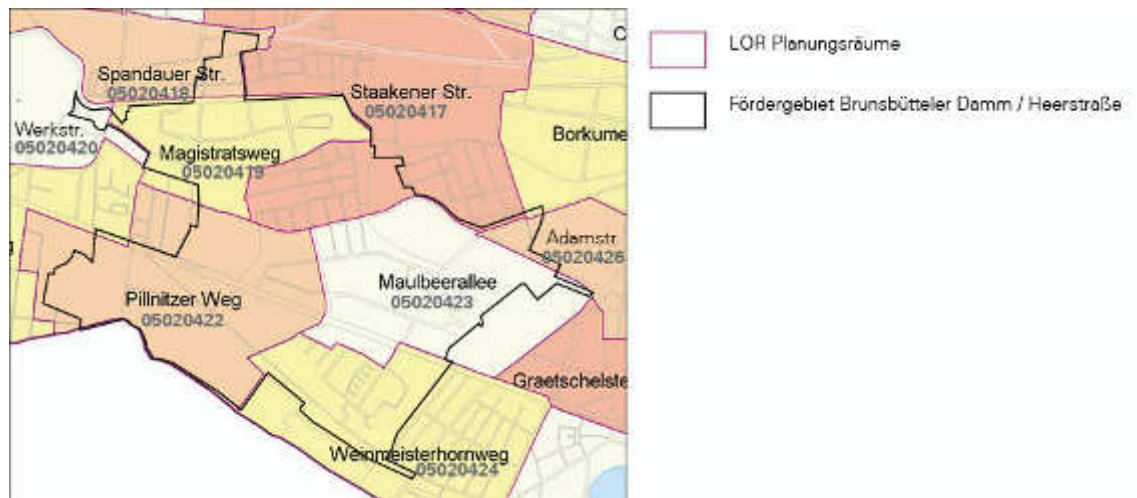 Spandauer Str.
05020418
Staakener Str.
05020417
Werkstr.
05020420
Magistratsweg
05020419
Borkume
Adamstr.
05020426
Maulbeerallee
05020423
Pillnitzer Weg
05020422
Graetschelste
Weinmeisterhornweg
05020424
LOR Planungsräume
Fördergebiet Brunsbütteler Damm / Heerstraße